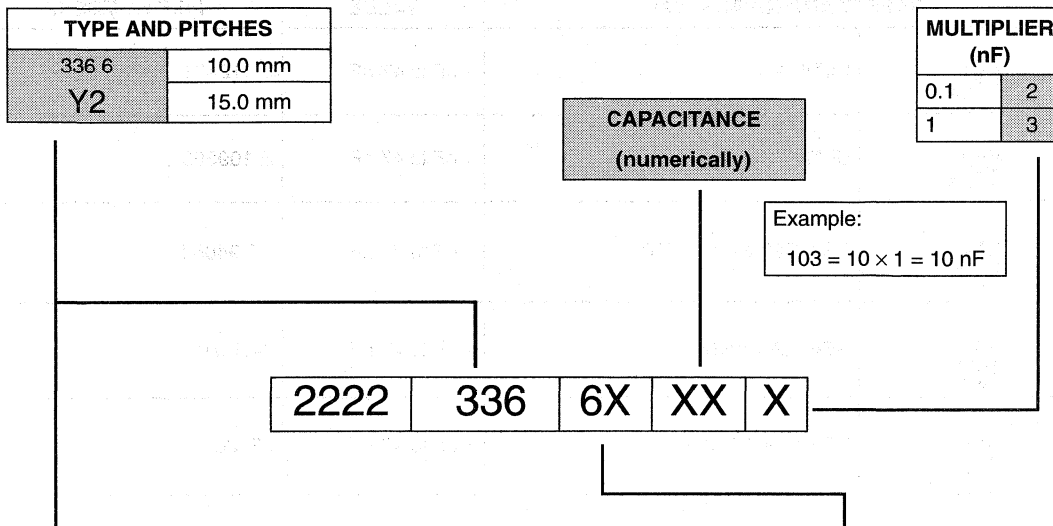 TYPE AND PITCHES
336 6
Y2
10.0 mm
15.0 mm
MULTIPLIER
(nF)
0.1 2
1 3
CAPACITANCE
(numerically)
Example:
103 = 10 × 1 = 10 nF
2222 336 6X XX X